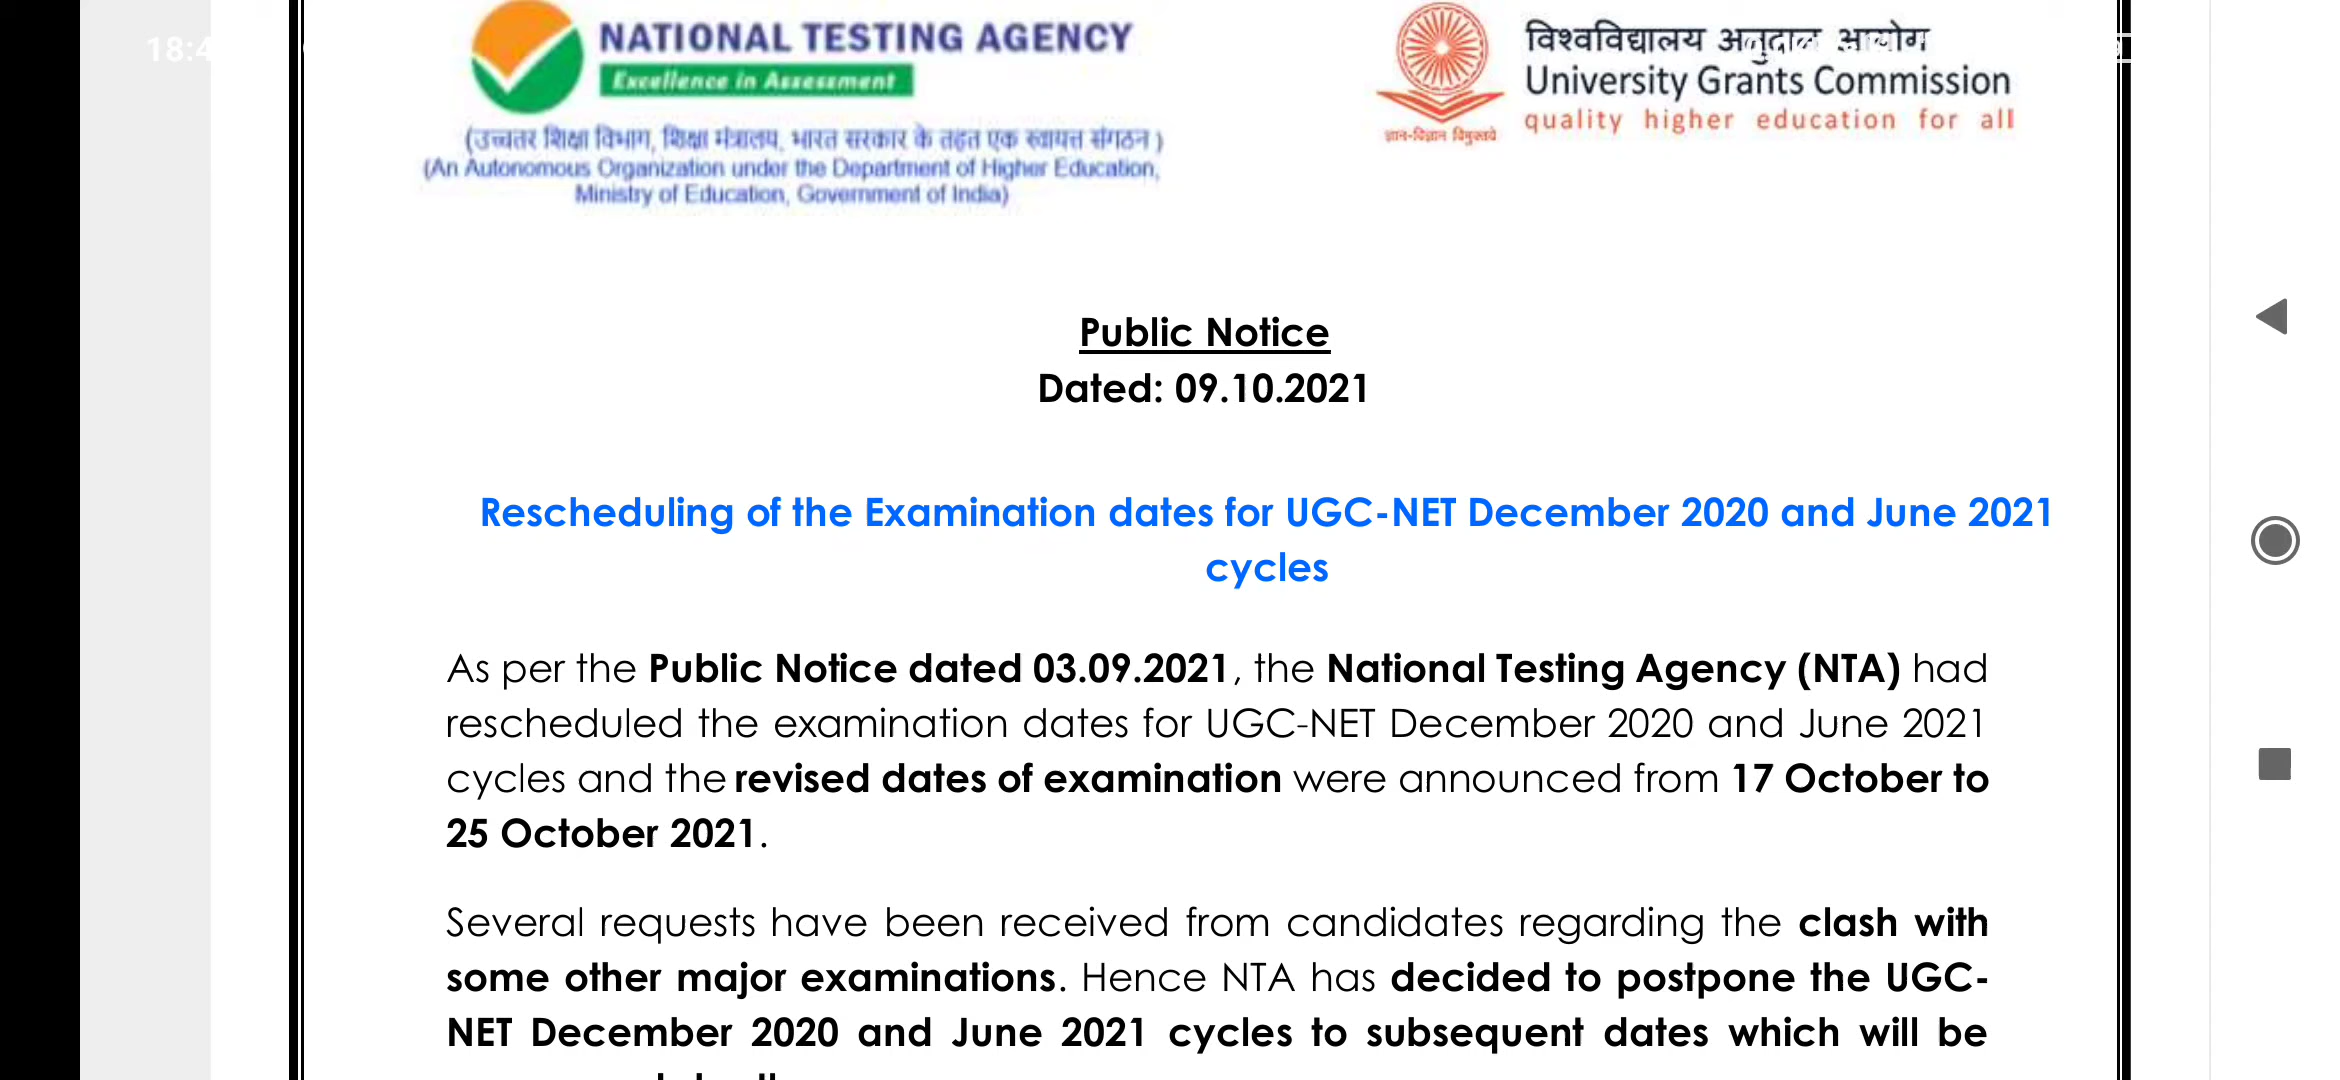 18:4
NATIONAL TESTING AGENCY
Excellence in Assessment
(उच्चतर शिक्षा विभाग, शिक्षा मंत्रालय, भारत सरकार के तहत एक स्वायत्त संगठन )
(An Autonomous Organization under the Department of Higher Education,
Ministry of Education, Government of India)
विश्वविद्यालय अनुदान आयोग
University Grants Commission
quality higher education for all
ज्ञान-विज्ञान विमुक्तये
Public Notice
Dated: 09.10.2021
Rescheduling of the Examination dates for UGC-NET December 2020 and June 2021
cycles
As per the Public Notice dated 03.09.2021, the National Testing Agency (NTA) had
rescheduled the examination dates for UGC-NET December 2020 and June 2021
cycles and the revised dates of examination were announced from 17 October to
25 October 2021.
Several requests have been received from candidates regarding the clash with
some other major examinations. Hence NTA has decided to postpone the UGC-
NET December 2020 and June 2021 cycles to subsequent dates which will be